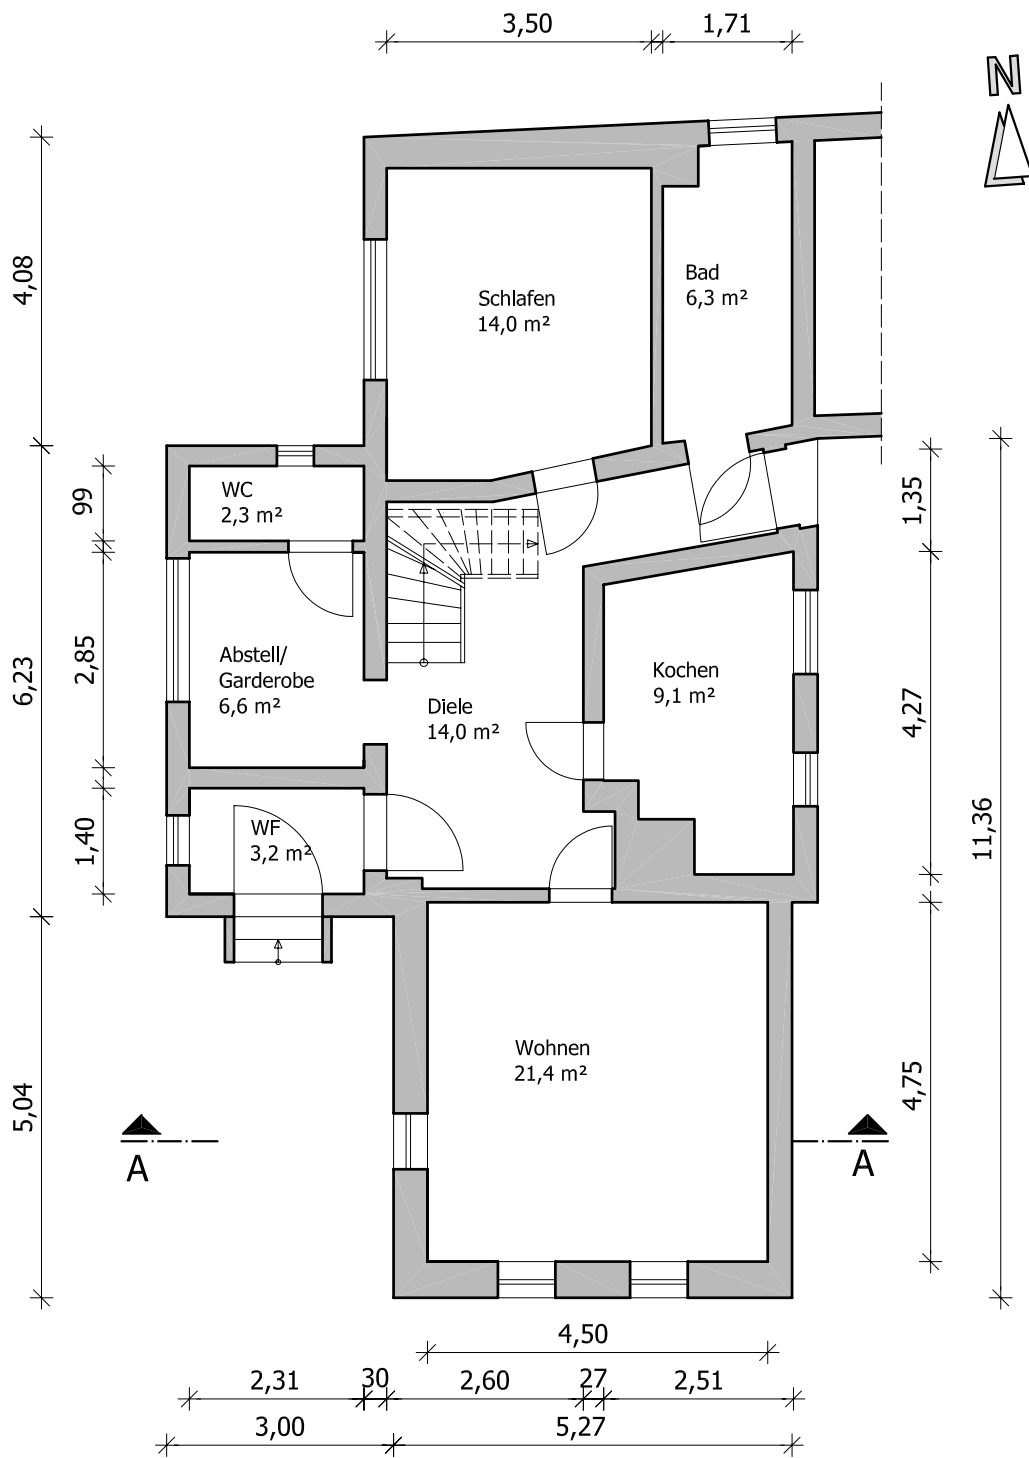 3,50
1,71
N
4,08
Schlafen
14,0 m²
Bad
6,3 m²
WC
2,3 m²
99
1,35
6,23
2,85
Abstell/
Garderobe
6,6 m²
Diele
14,0 m²
Kochen
9,1 m²
4,27
11,36
1,40
WF
3,2 m²
Wohnen
21,4 m²
5,04
4,75
A
A
4,50
2,31
30
2,60
27
2,51
3,00
5,27